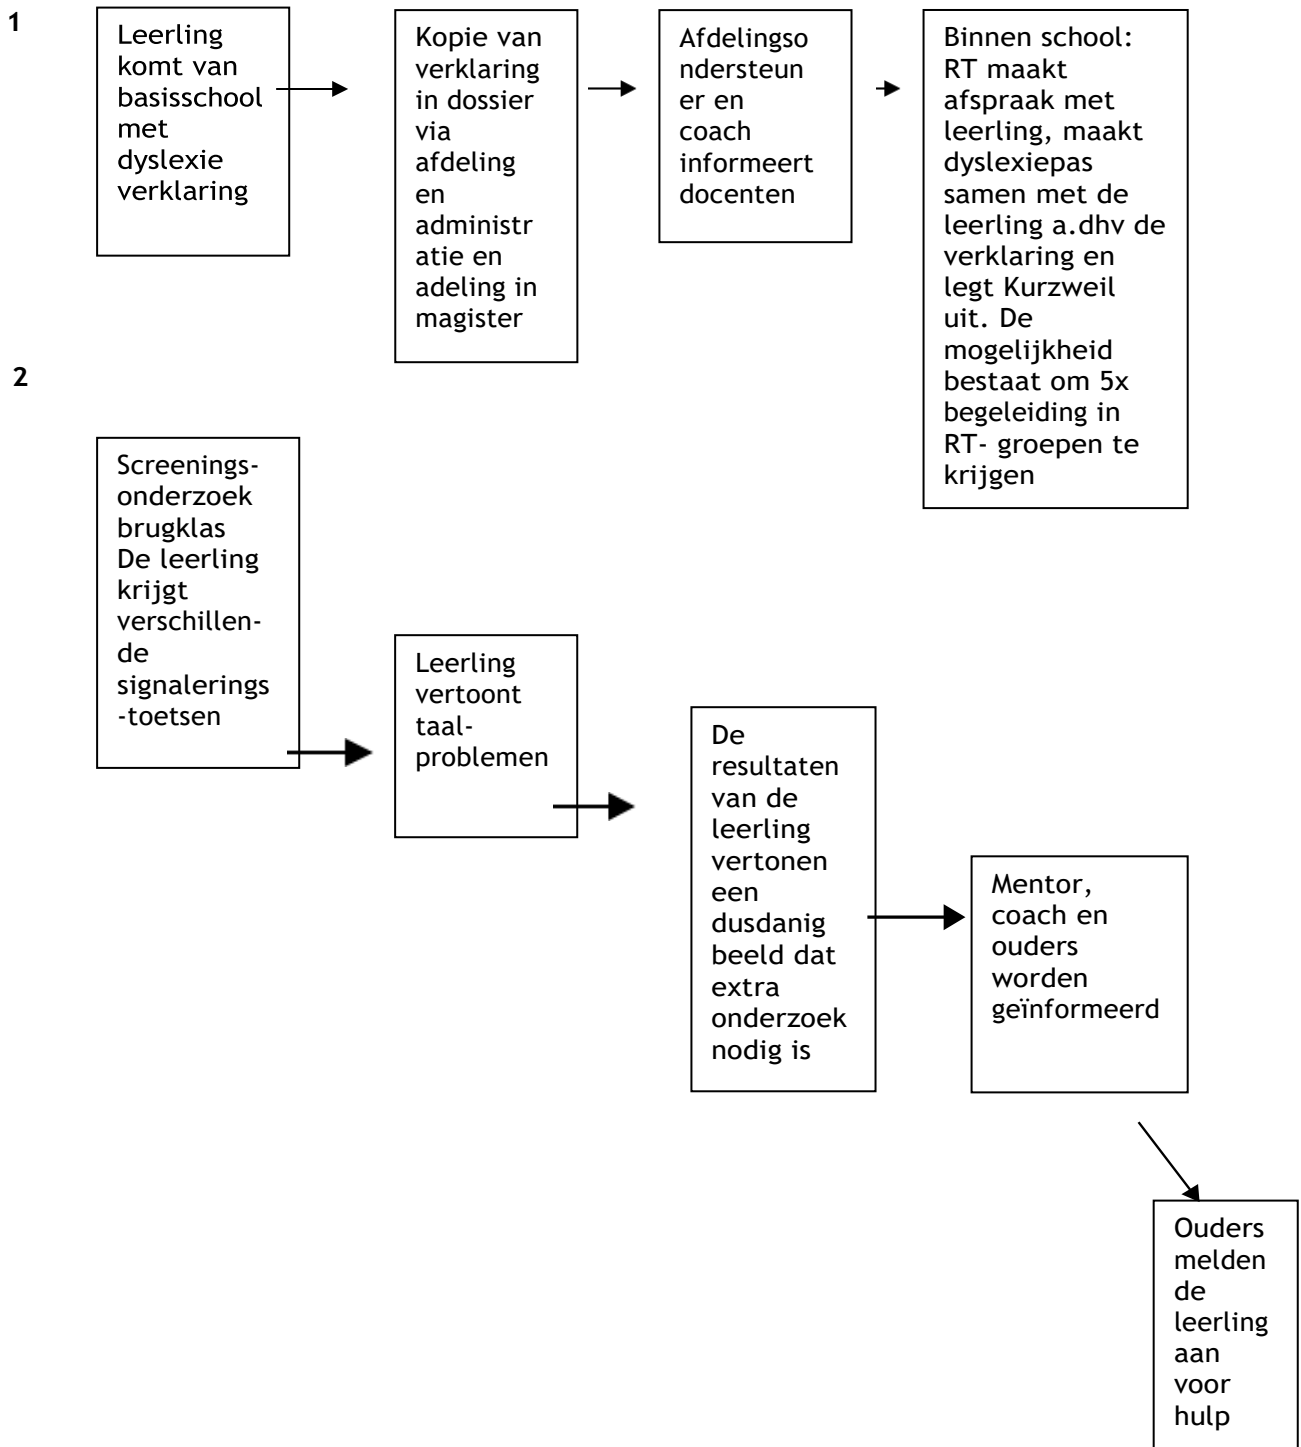 1
Leerling
komt van
basisschool
met
dyslexie
verklaring
Kopie van
verklaring
in dossier
via
afdeling
en
administr
atie en
adeling in
magister
Afdelingso
ndersteun
er en
coach
informeert
docenten
Binnen school:
RT maakt
afspraak met
leerling, maakt
dyslexiepas
samen met de
leerling a.dhv de
verklaring en
legt Kurzweil
uit. De
mogelijkheid
bestaat om 5x
begeleiding in
RT- groepen te
krijgen
2
Screenings-
onderzoek
brugklas
De leerling
krijgt
verschillen-
de
signalerings
-toetsen
Leerling
vertoont
taal-
problemen
De
resultaten
van de
leerling
vertonen
een
dusdanig
beeld dat
extra
onderzoek
nodig is
Mentor,
coach en
ouders
worden
geïnformeerd
Ouders
melden
de
leerling
aan
voor
hulp